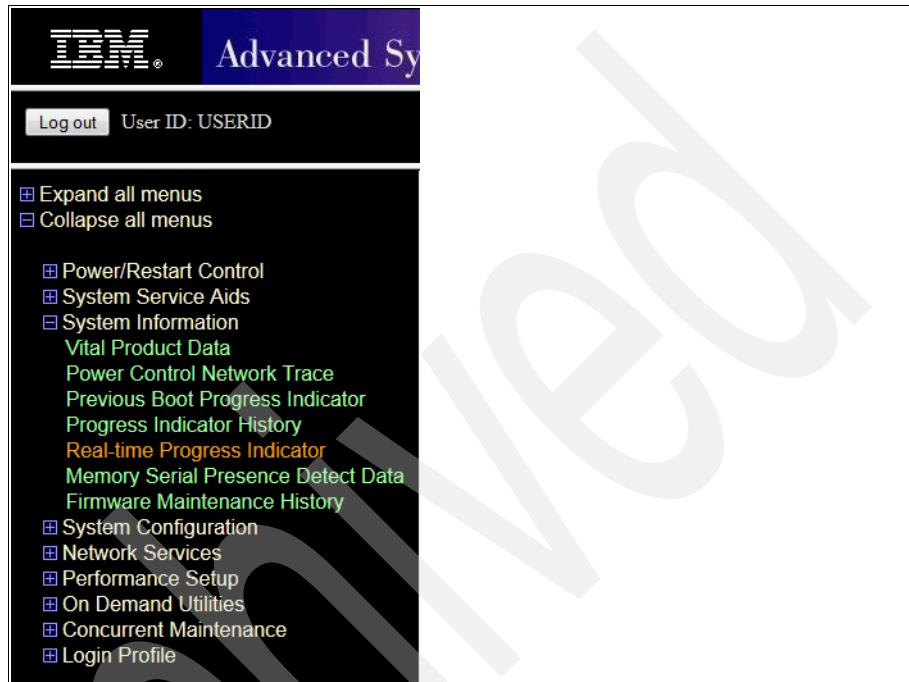 IBM®
Advanced Sy
Log out User ID: USERID
Expand all menus
Collapse all menus
Power/Restart Control
System Service Aids
System Information
Vital Product Data
Power Control Network Trace
Previous Boot Progress Indicator
Progress Indicator History
Real-time Progress Indicator
Memory Serial Presence Detect Data
Firmware Maintenance History
System Configuration
Network Services
Performance Setup
On Demand Utilities
Concurrent Maintenance
Login Profile
hived